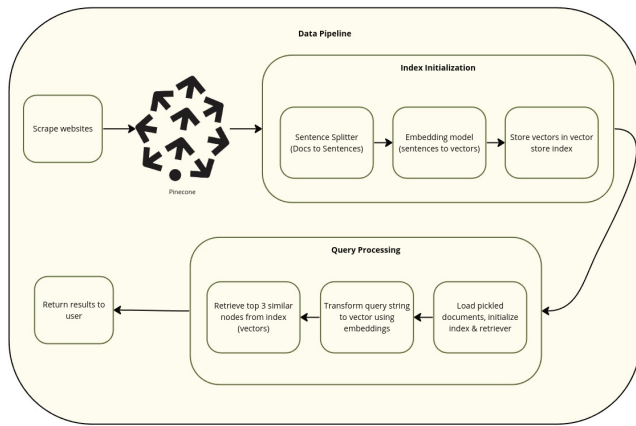 Data Pipeline
Index Initialization
Scrape websites
Pinecone
Sentence Splitter
(Docs to Sentences)
Embedding model
(sentences to vectors)
Store vectors in vector
store index
Query Processing
Return results to
user
Retrieve top 3 similar
nodes from index
(vectors)
Transform query string
to vector using
embeddings
Load pickled
documents, initialize
index & retriever